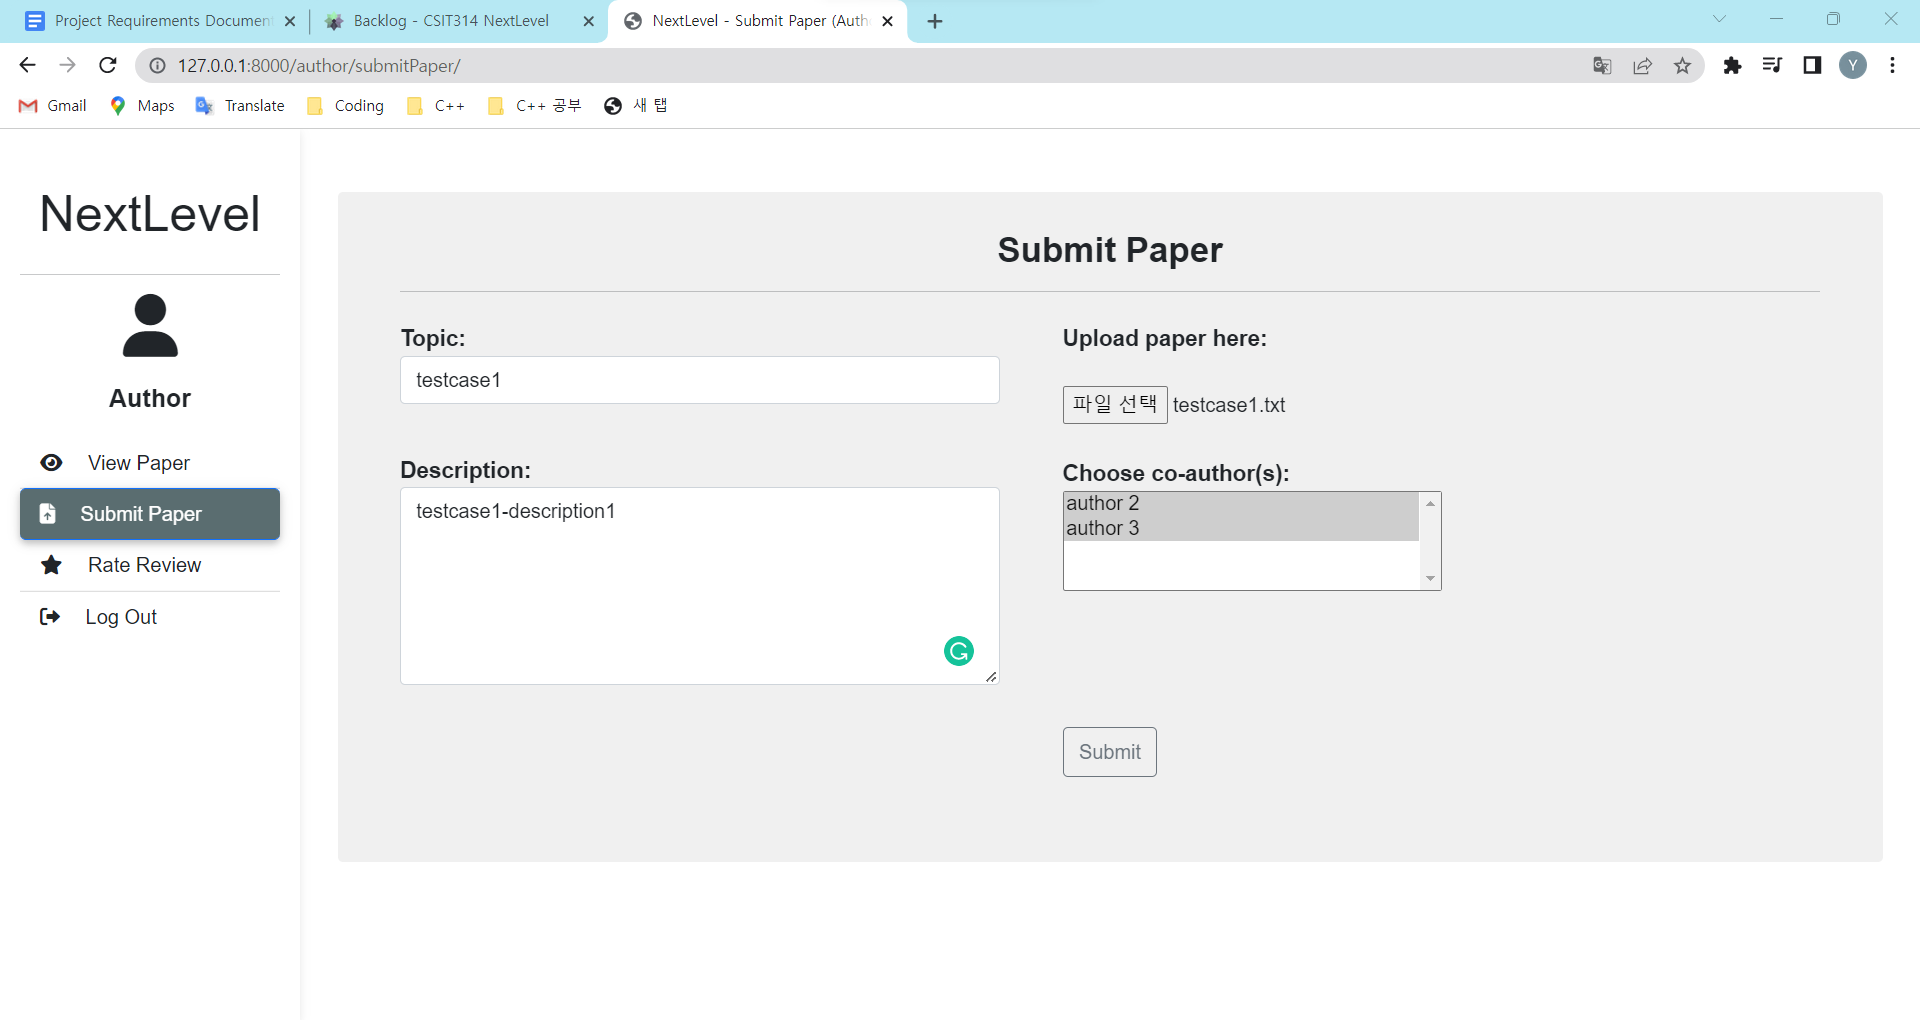 Project Requirements Document
Backlog - CSIT314 NextLevel
NextLevel - Submit Paper (Auth
127.0.0.1:8000/author/submitPaper/
Y
Gmail
Maps
Translate
Coding
C++
C++ 공부
새 탭
NextLevel
Author
View Paper
Submit Paper
Rate Review
Log Out
Submit Paper
Topic:
testcase1
Description:
testcase1-description1
Upload paper here:
파일 선택 testcase1.txt
Choose co-author(s):
author 2
author 3
Submit